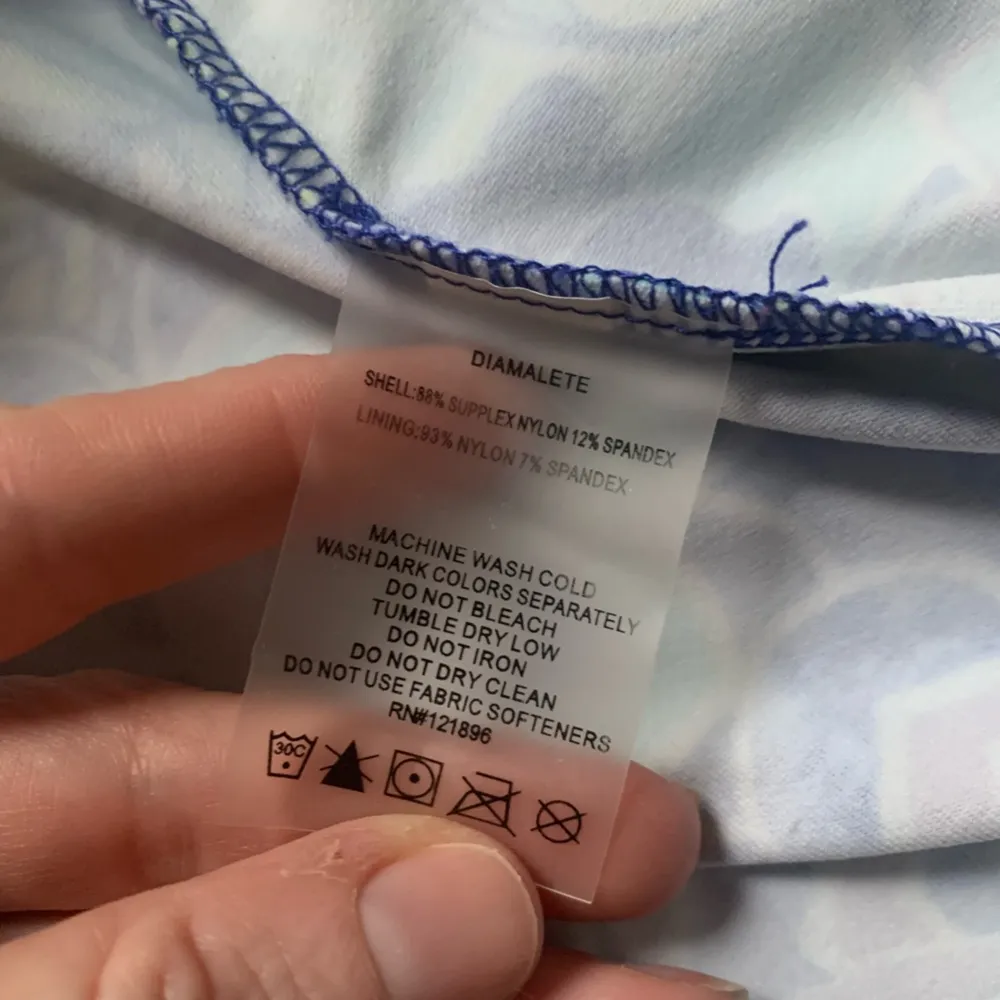 DIAMALETE
SHELL:88% SUPPLEX NYLON 12% SPANDEX
LINING:93% NYLON 7% SPANDEX
MACHINE WASH COLD
WASH DARK COLORS SEPARATELY
DO NOT BLEACH
TUMBLE DRY LOW
DO NOT IRON
DO NOT DRY CLEAN
DO NOT USE FABRIC SOFTENERS
RN#121896
30C